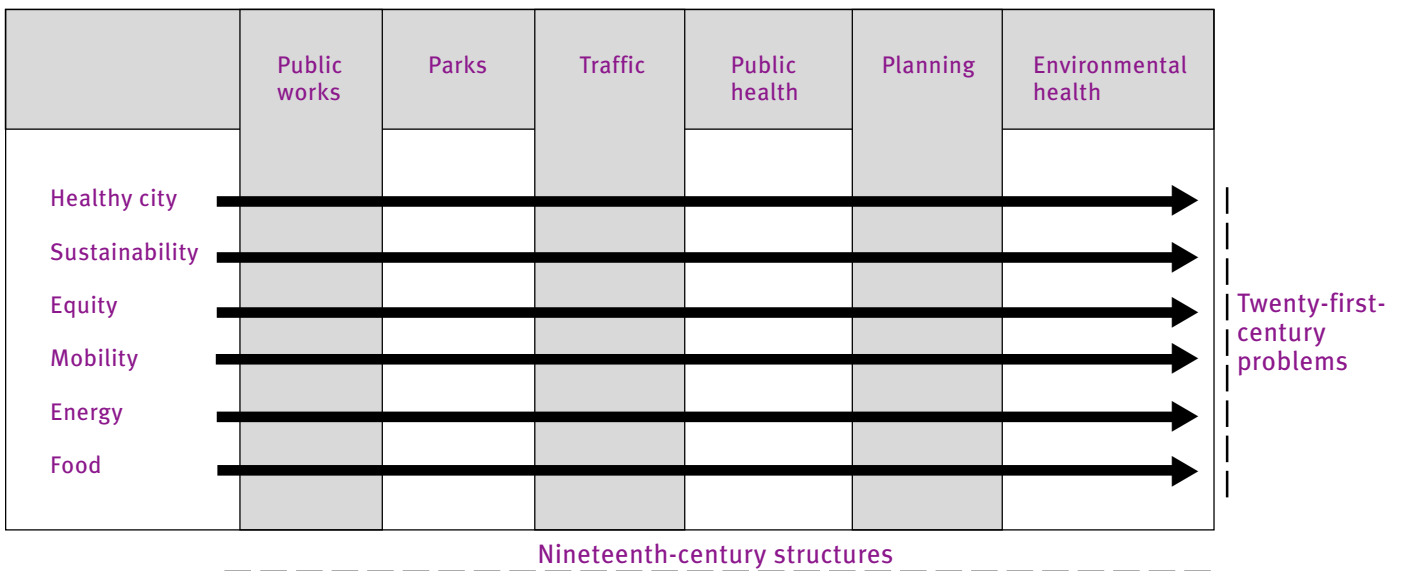 Public works
Parks
Traffic
Public health
Planning
Environmental health
Healthy city
Sustainability
Equity
Mobility
Energy
Food
Twenty-first-
century
problems
Nineteenth-century structures